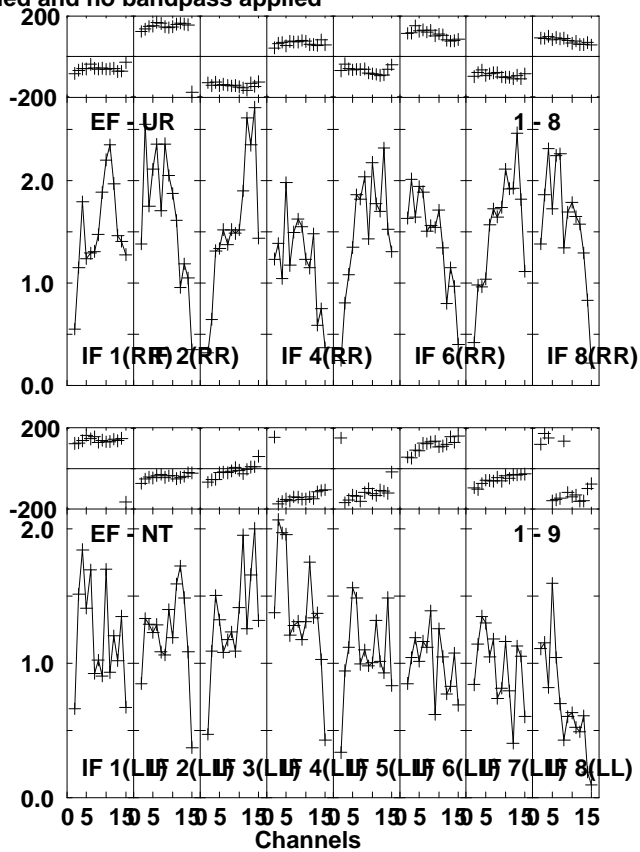 ed and no bandpass applied
200
-200
EF - UR
1 - 8
2.0
1.0
IF 1(RR)
IF 2(RR)
IF 4(RR)
IF 6(RR)
IF 8(RR)
0.0
200
-200
EF - NT
1 - 9
2.0
1.0
IF 1(LL)
IF 2(LL)
IF 3(LL)
IF 4(LL)
IF 5(LL)
IF 6(LL)
IF 7(LL)
IF 8(LL)
0.0
0 5 15 0 5 15 0 5 15 0 5 15 0 5 15 0 5 15 0 5 15 0 5 15
Channels